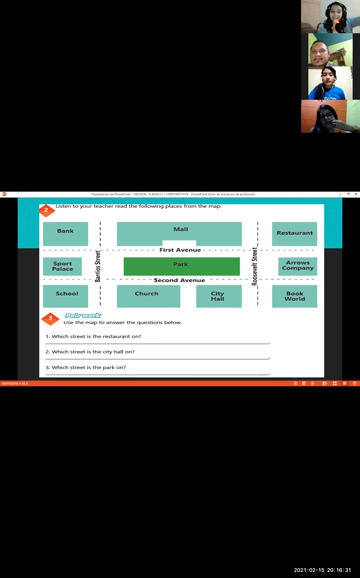 2 Listen to your teacher read the following places from the map.
Bank
Mall
Restaurant
First Avenue
Sport Palace
Barrios Street
Park
Roosevelt Street
Arrows Company
Second Avenue
School
Church
City Hall
Book World
3 Pair work
Use the map to answer the questions below.
1. Which street is the restaurant on?
2. Which street is the city hall on?
3. Which street is the park on?
2021-02-15 20:16:31